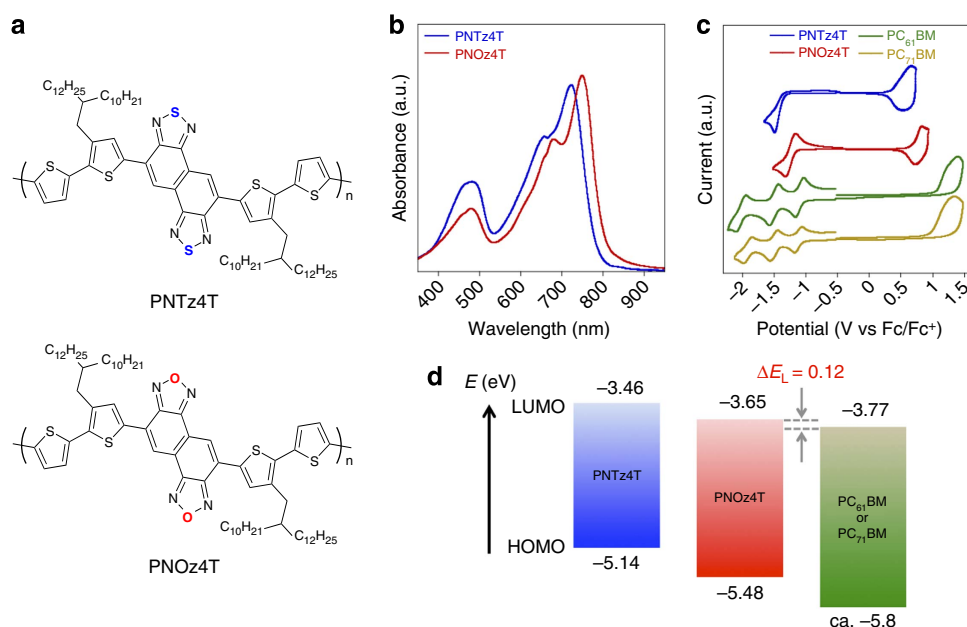 a
C12H25
C10H21
N S N
S
S
( )n
S
S
N S N
C10H21
C12H25
PNTz4T
C12H25
C10H21
N O N
S
S
( )n
S
S
N O N
C10H21
C12H25
PNOz4T
b
PNTz4T
PNOz4T
Absorbance (a.u.)
400 500 600 700 800 900
Wavelength (nm)
c
PNTz4T PC61BM
PNOz4T PC71BM
Current (a.u.)
−2 −1.5 −1 −0.5 0 0.5 1 1.5
Potential (V vs Fc/Fc+)
d
E (eV)
LUMO
HOMO
−3.46
PNTz4T
−5.14
−3.65
PNOz4T
−5.48
ΔEL = 0.12
−3.77
PC61BM
or
PC71BM
ca. −5.8